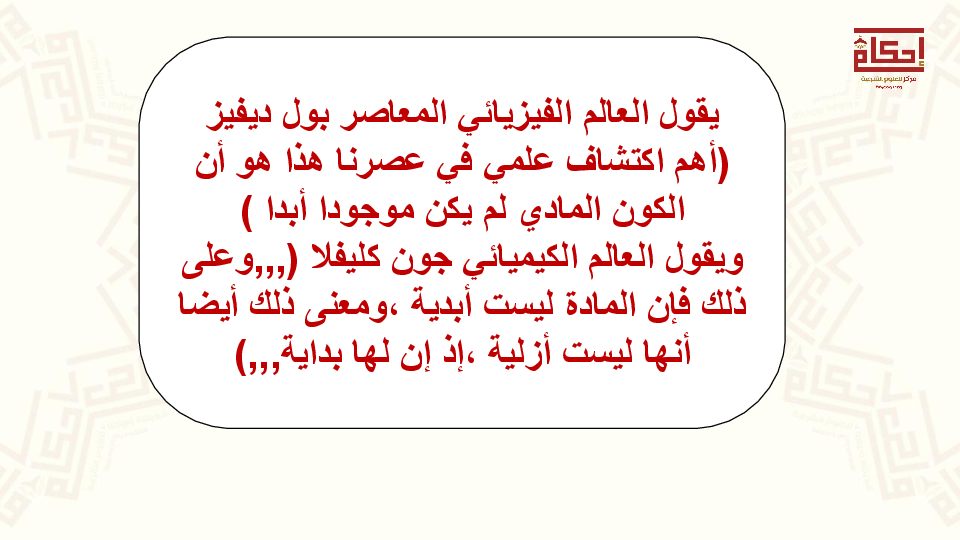 إحكام
مركز للعلوم الشرعية
يقول العالم الفيزيائي المعاصر بول ديفيز
(أهم اكتشاف علمي في عصرنا هذا هو أن
الكون المادي لم يكن موجودا أبدا )
ويقول العالم الكيميائي جون كليفلا (,,,وعلى
ذلك فإن المادة ليست أبدية ،ومعنى ذلك أيضا
أنها ليست أزلية ،إذ إن لها بداية,,,)